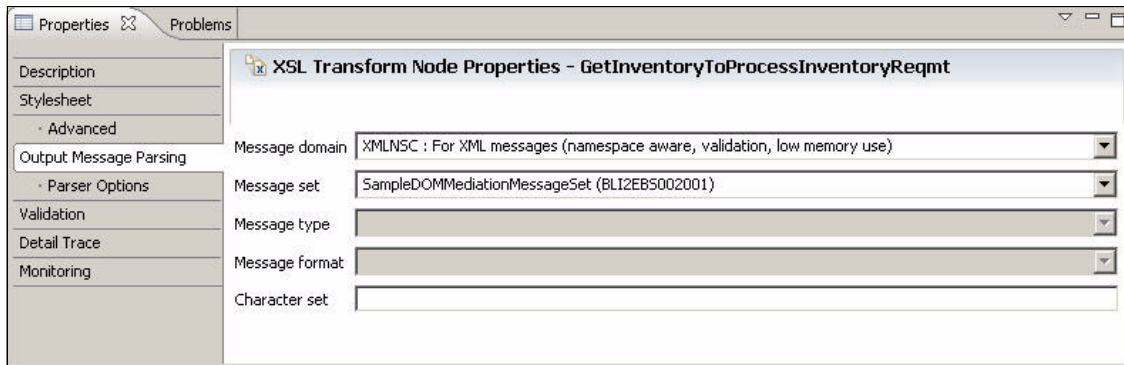 Properties Problems
XSL Transform Node Properties - GetInventoryToProcessInventoryReqmt
Description
Stylesheet
· Advanced
Output Message Parsing
· Parser Options
Validation
Detail Trace
Monitoring
Message domain XMLNSC : For XML messages (namespace aware, validation, low memory use)
Message set SampleDOMMediationMessageSet (BLI2EBS002001)
Message type
Message format
Character set